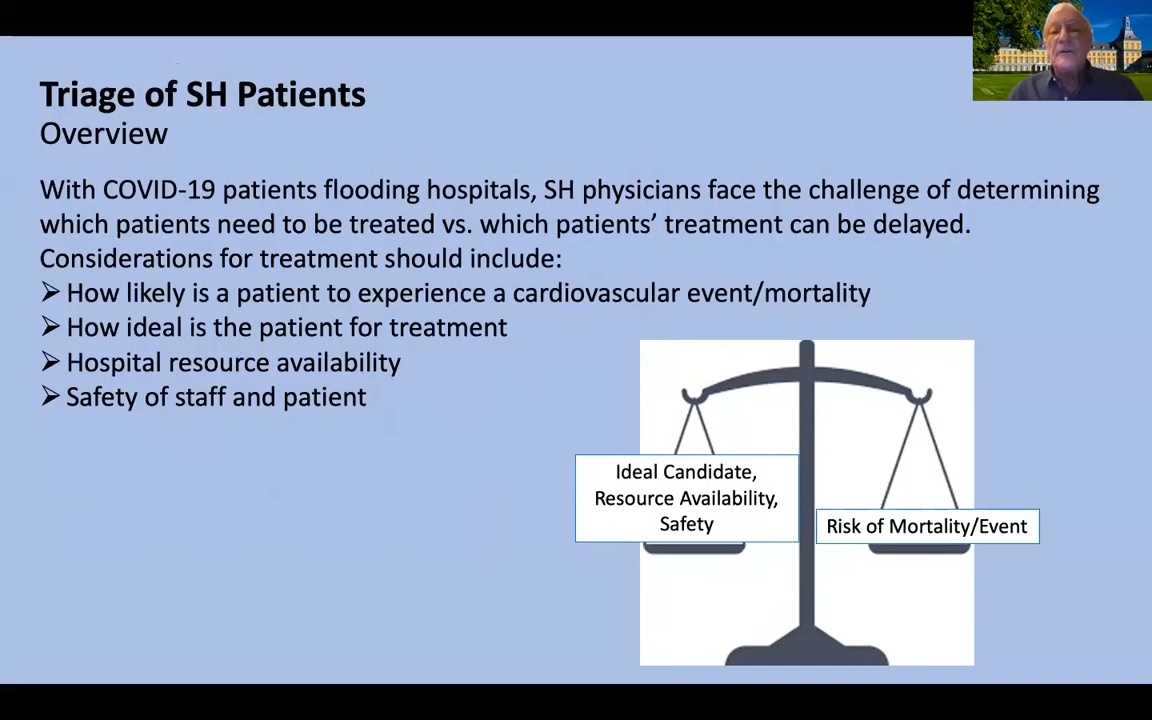 Triage of SH Patients
Overview
With COVID-19 patients flooding hospitals, SH physicians face the challenge of determining
which patients need to be treated vs. which patients’ treatment can be delayed.
Considerations for treatment should include:
➢ How likely is a patient to experience a cardiovascular event/mortality
➢ How ideal is the patient for treatment
➢ Hospital resource availability
➢ Safety of staff and patient
Ideal Candidate,
Resource Availability,
Safety
Risk of Mortality/Event